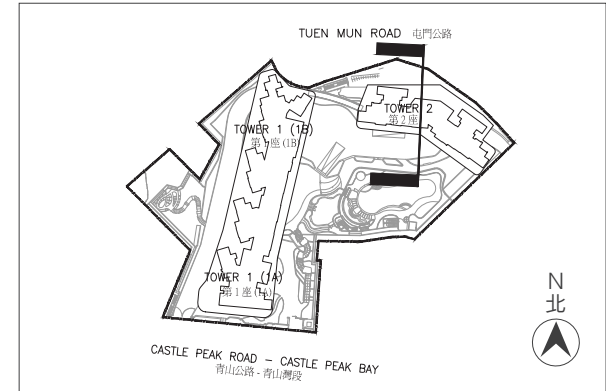 TUEN MUN ROAD 屯門公路
TOWER 2
第 2 座
TOWER 1 (1B)
第 1 座 (1B)
TOWER 1 (1A)
第 1 座 (1A)
N
北
CASTLE PEAK ROAD - CASTLE PEAK BAY
青山公路 - 青山灣段